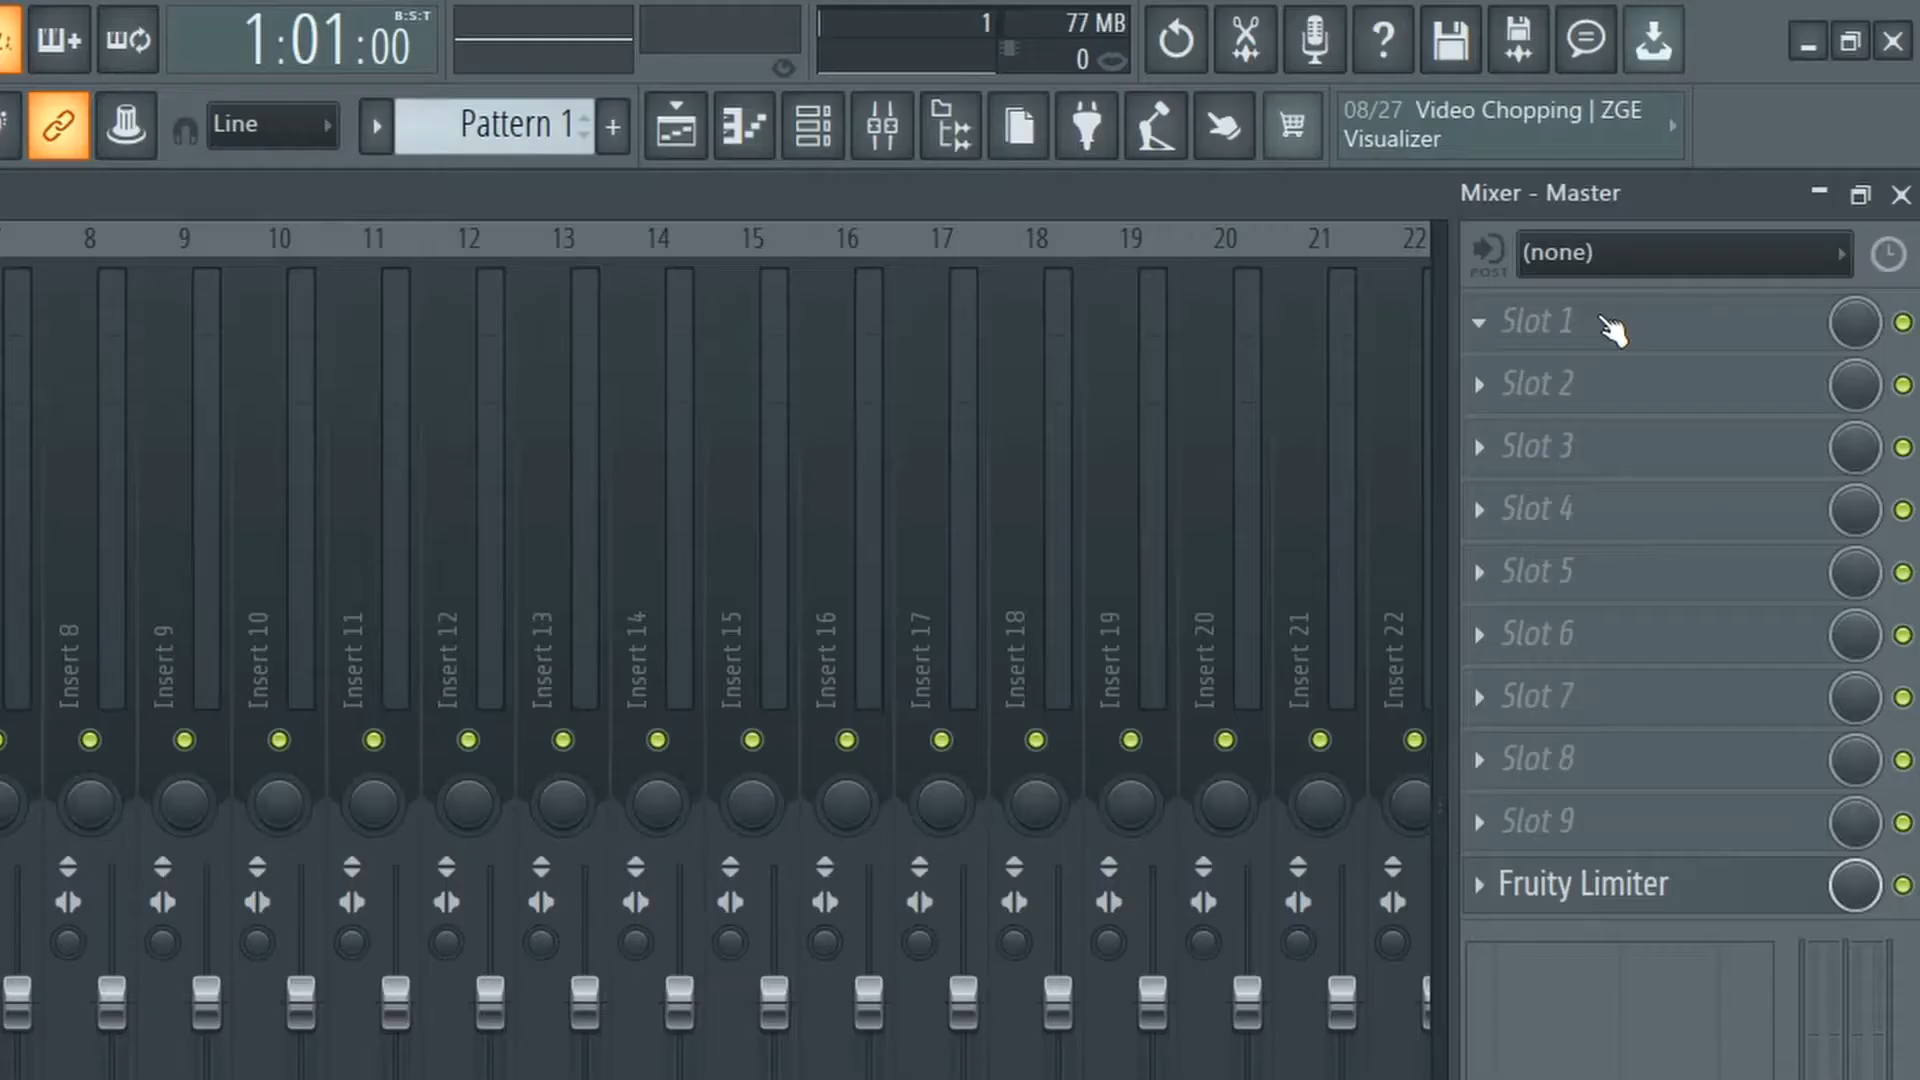 1:01:00
B:S:T
1
77 MB
0
Line
Pattern 1
+
08/27 Video Chopping | ZGE
Visualizer
Mixer - Master
8 9 10 11 12 13 14 15 16 17 18 19 20 21 22
POST
(none)
Slot 1
Slot 2
Slot 3
Slot 4
Slot 5
Slot 6
Slot 7
Slot 8
Slot 9
Fruity Limiter
Insert 8
Insert 9
Insert 10
Insert 11
Insert 12
Insert 13
Insert 14
Insert 15
Insert 16
Insert 17
Insert 18
Insert 19
Insert 20
Insert 21
Insert 22